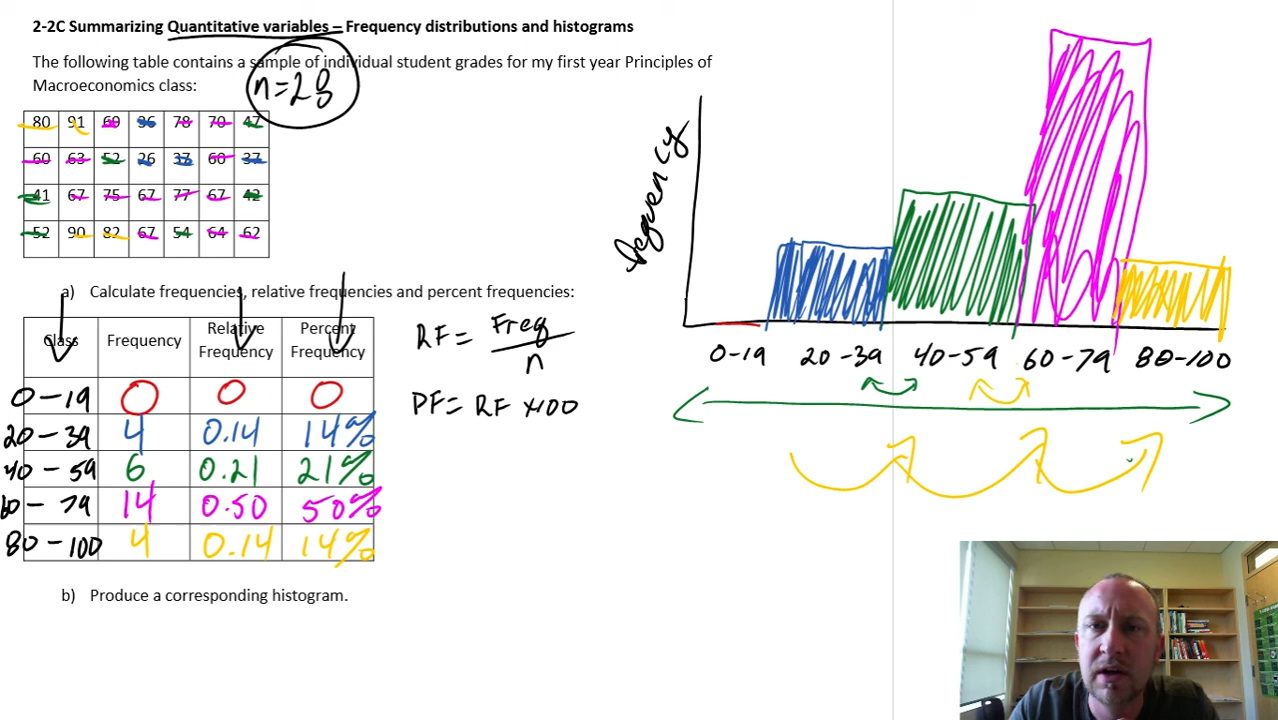 2-2C Summarizing Quantitative variables – Frequency distributions and histograms
The following table contains a sample of individual student grades for my first year Principles of
Macroeconomics class:
n=28
80 91 69 36 78 70 47
60 63 52 26 37 60 37
41 67 75 67 77 67 42
52 90 82 67 54 64 62
a) Calculate frequencies, relative frequencies and percent frequencies:
Class Frequency Relative Frequency Percent Frequency
0-19 0 0 0
20-39 4 0.14 14%
40-59 6 0.21 21%
60-79 14 0.50 50%
80-100 4 0.14 14%
RF = Freq / n
PF = RF x100
b) Produce a corresponding histogram.
frequency
0-19 20-39 40-59 60-79 80-100